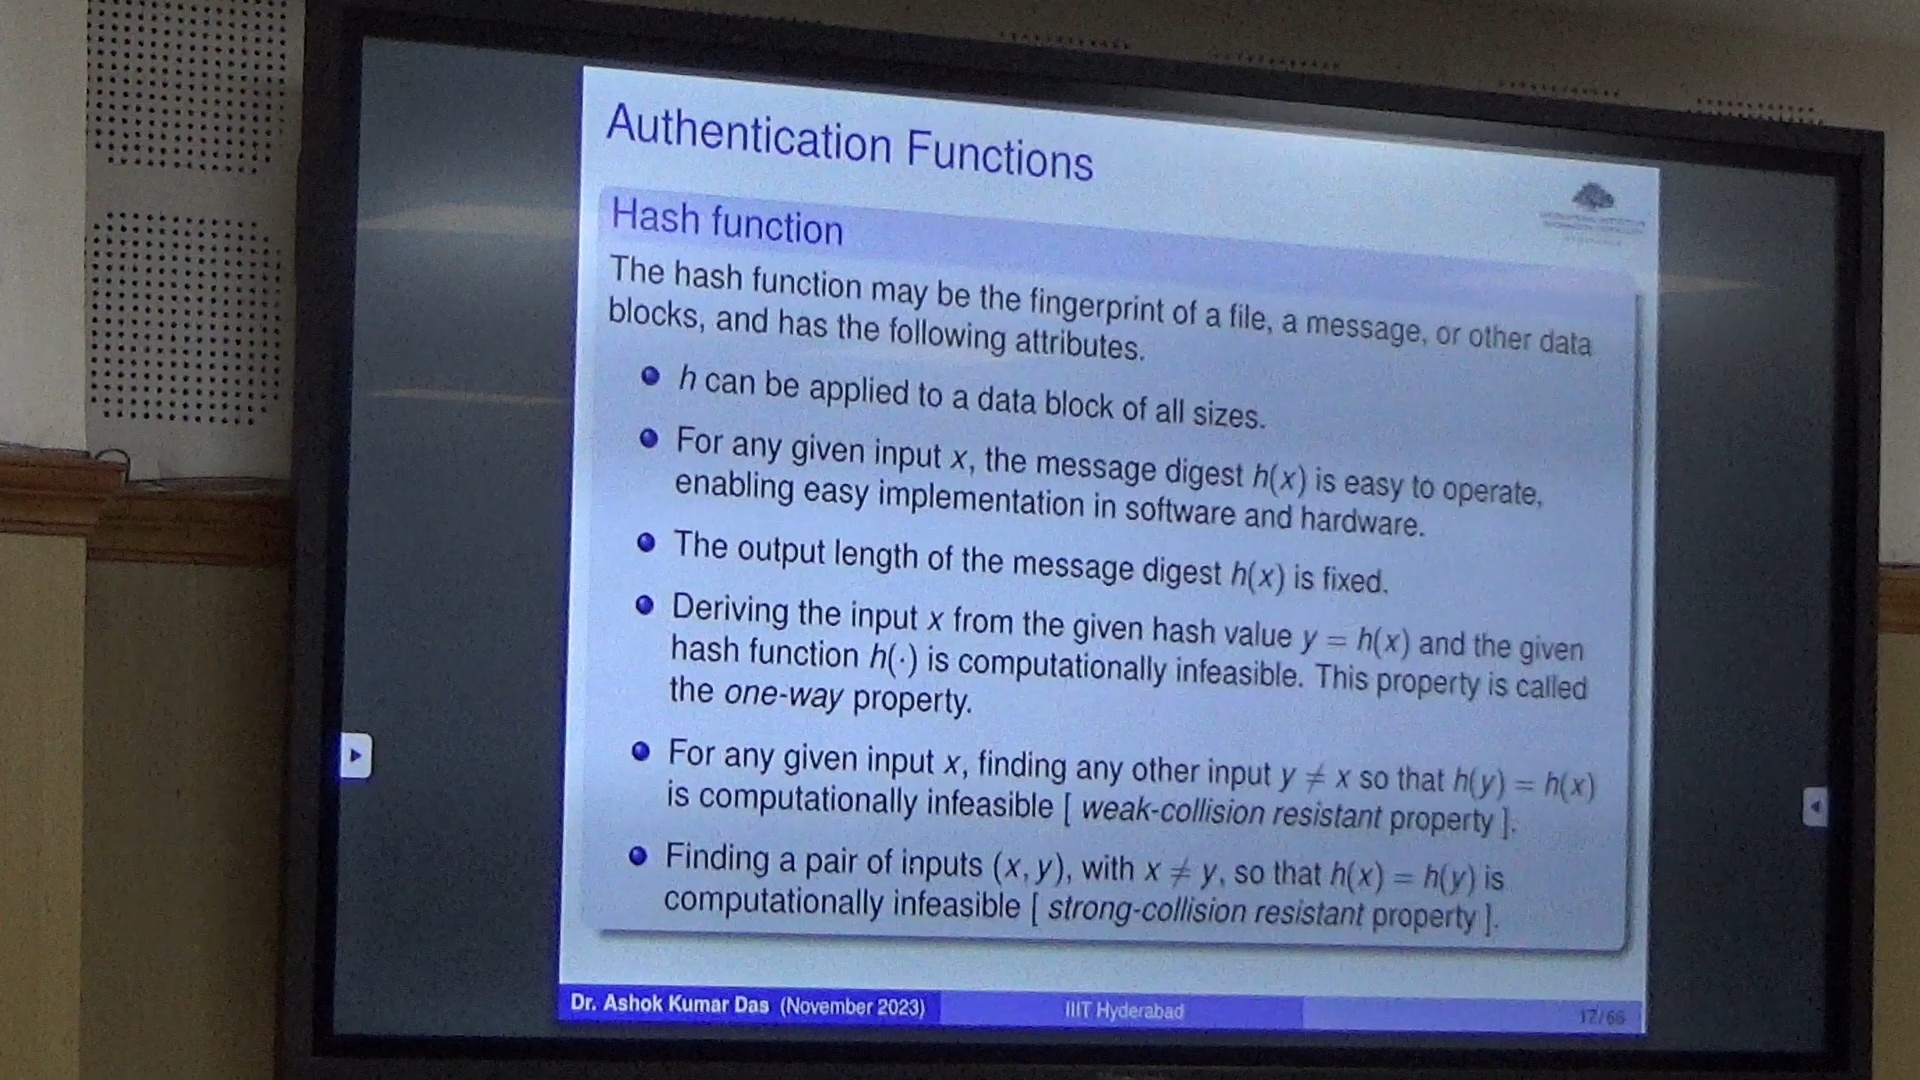 Authentication Functions
Hash function
The hash function may be the fingerprint of a file, a message, or other data
blocks, and has the following attributes.
h can be applied to a data block of all sizes.
For any given input x, the message digest h(x) is easy to operate,
enabling easy implementation in software and hardware.
The output length of the message digest h(x) is fixed.
Deriving the input x from the given hash value y = h(x) and the given
hash function h(·) is computationally infeasible. This property is called
the one-way property.
For any given input x, finding any other input y ≠ x so that h(y) = h(x)
is computationally infeasible [ weak-collision resistant property ].
Finding a pair of inputs (x, y), with x ≠ y, so that h(x) = h(y) is
computationally infeasible [ strong-collision resistant property ].
Dr. Ashok Kumar Das (November 2023) IIIT Hyderabad 17/66